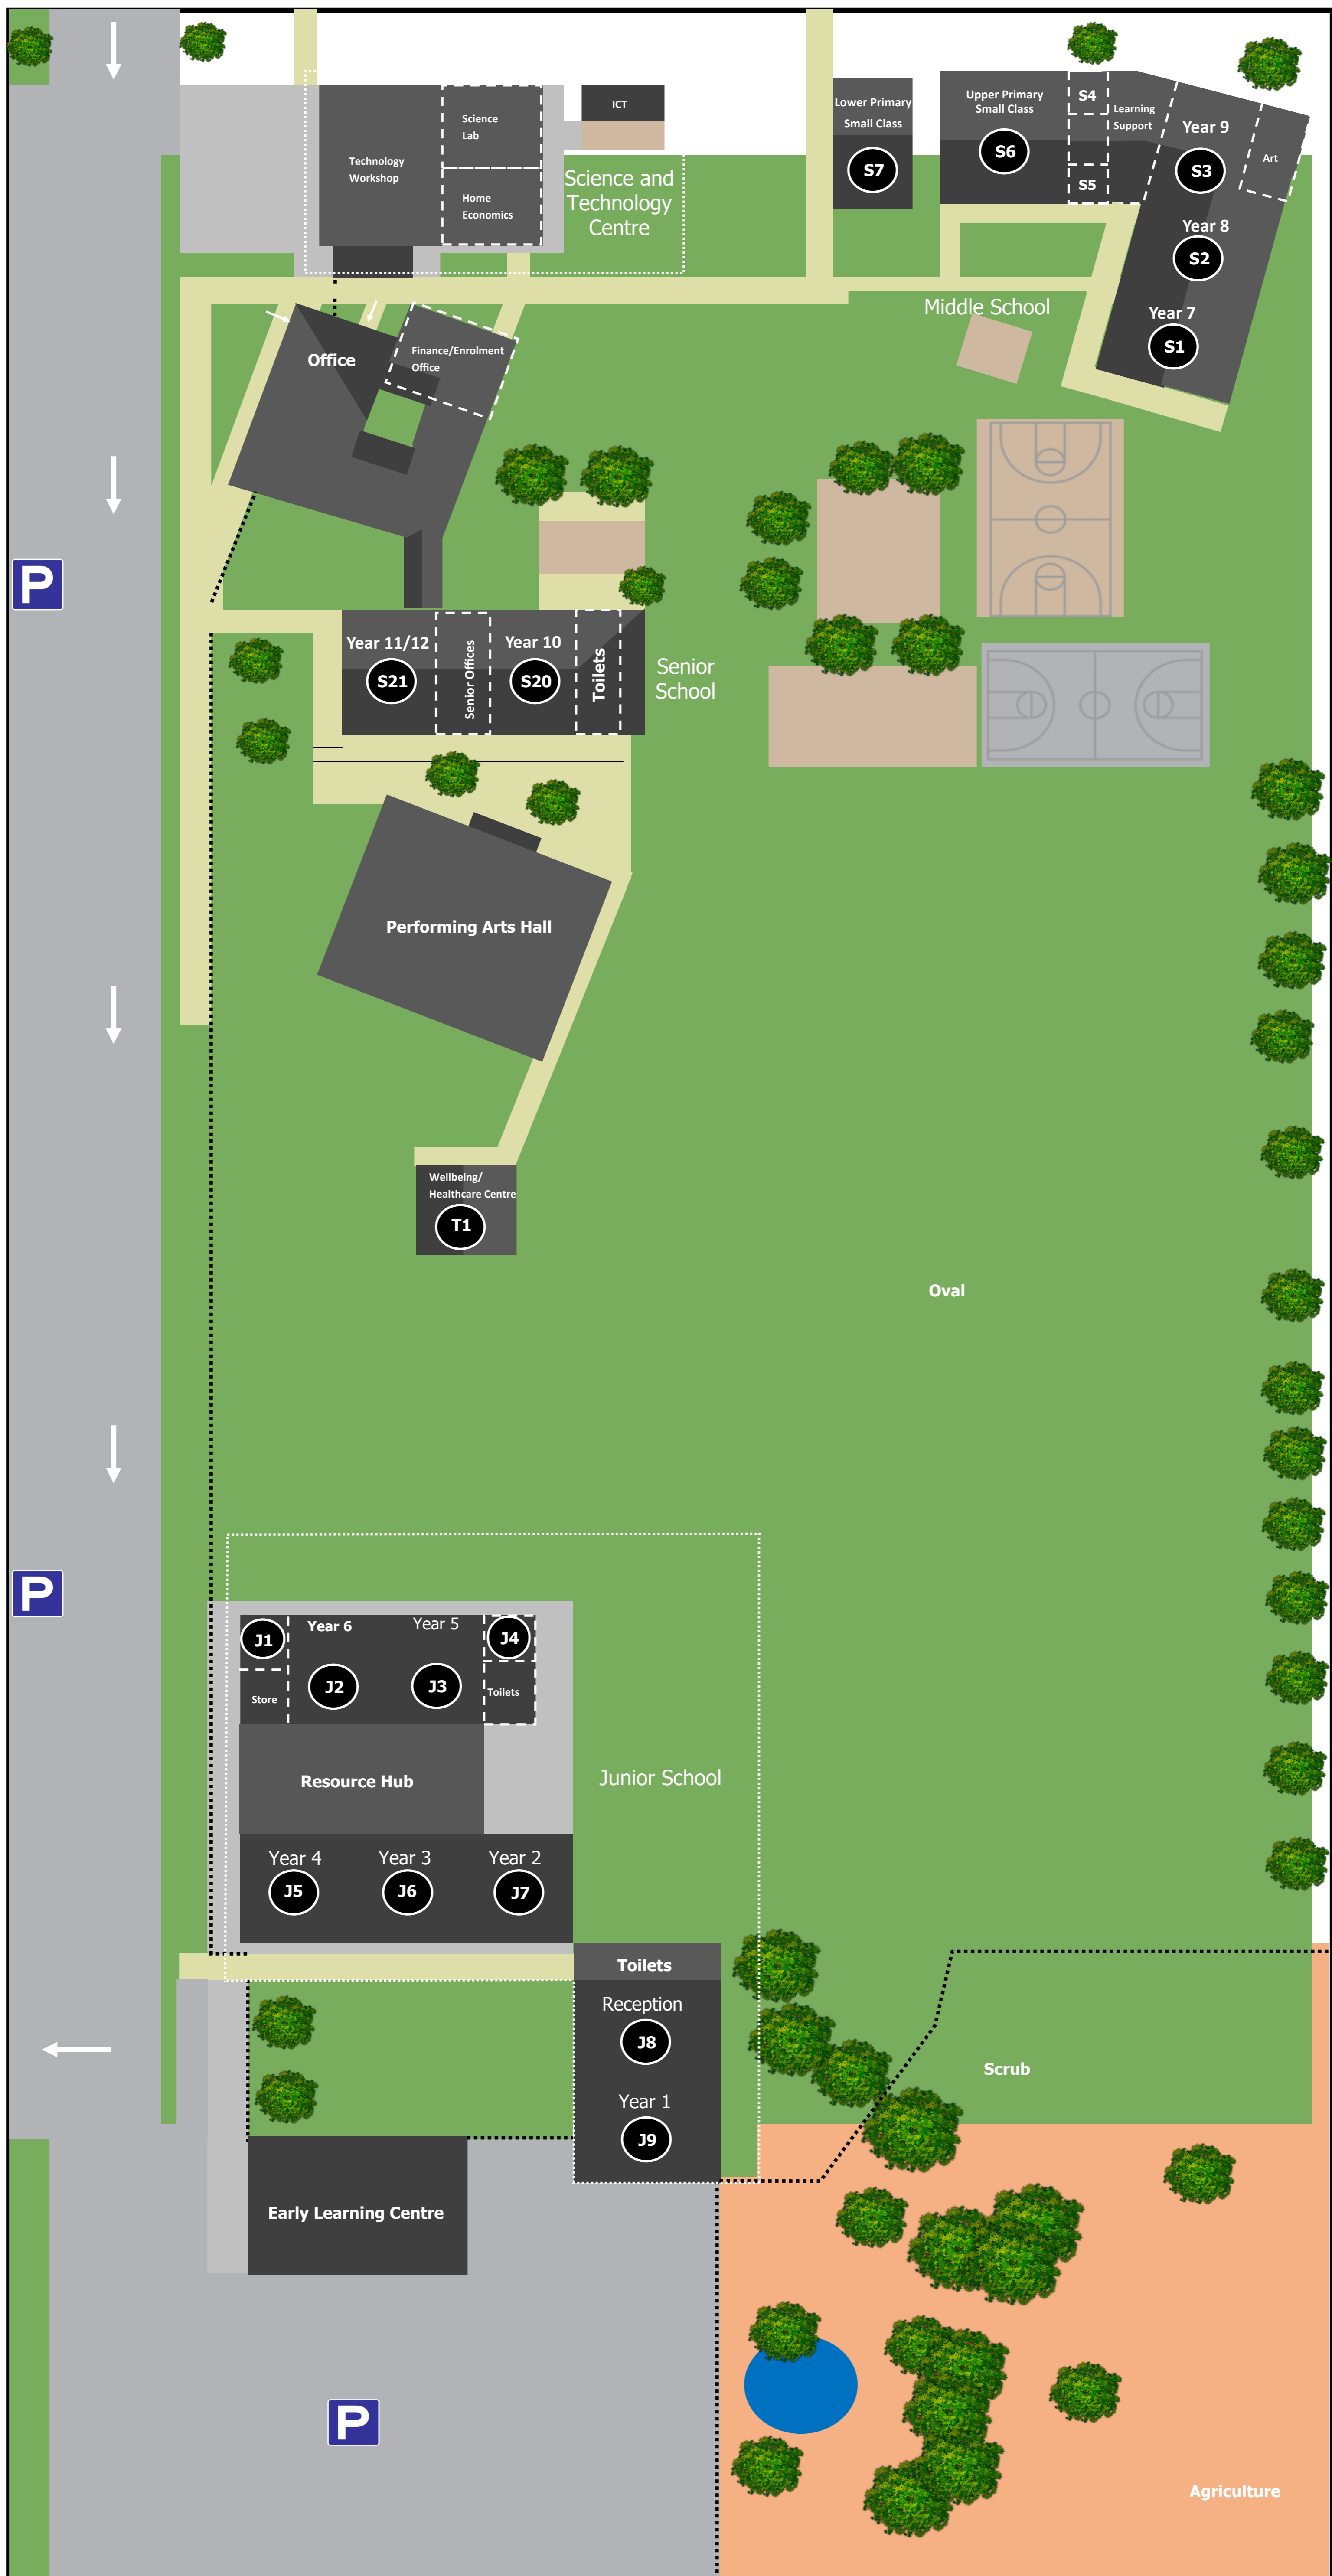 Science
Lab
Technology
Workshop
Home
Economics
ICT
Science and
Technology
Centre
Lower Primary
Small Class
S7
Upper Primary
Small Class
S6
S4
S5
Learning
Support
Year 9
S3
Art
Year 8
S2
Year 7
S1
Middle School
Office
Finance/Enrolment
Office
P
Year 11/12
S21
Senior Offices
Year 10
S20
Toilets
Senior
School
Performing Arts Hall
Wellbeing/
Healthcare Centre
T1
Oval
P
J1
Store
Year 6
J2
Year 5
J3
J4
Toilets
Resource Hub
Junior School
Year 4
J5
Year 3
J6
Year 2
J7
Toilets
Reception
J8
Year 1
J9
Scrub
Early Learning Centre
P
Agriculture